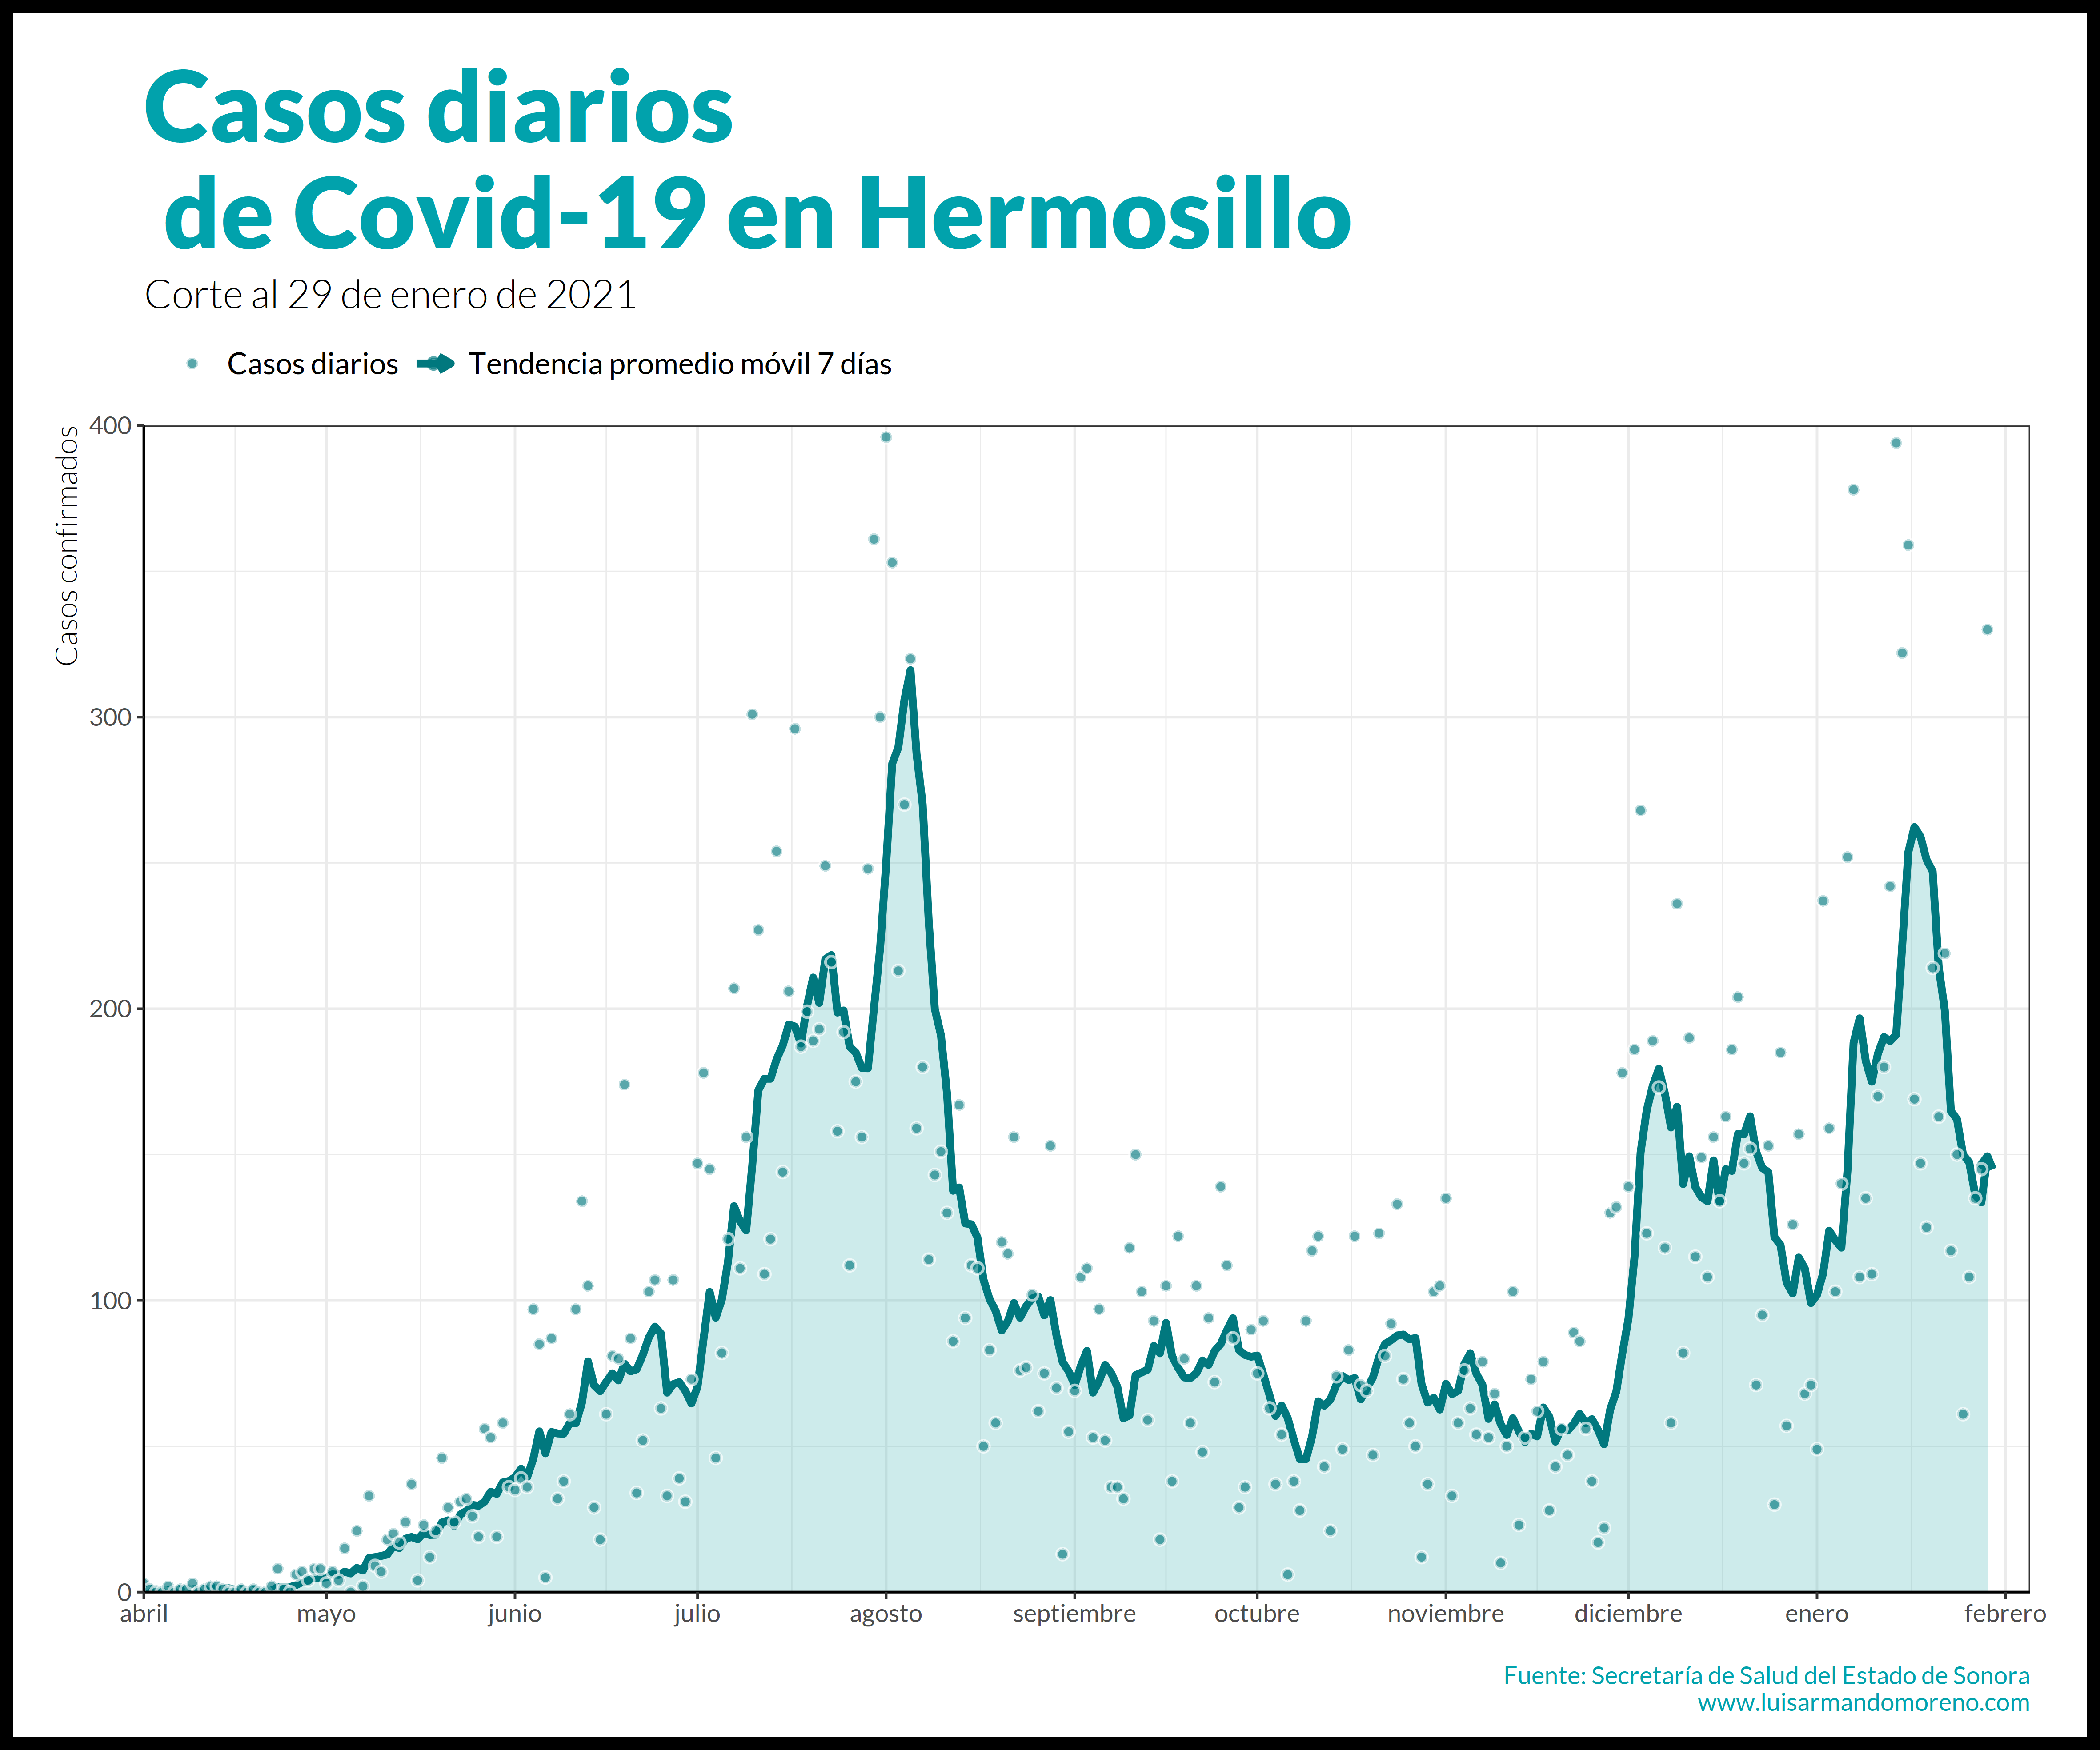 Casos diarios
de Covid-19 en Hermosillo
Corte al 29 de enero de 2021
Casos diarios Tendencia promedio móvil 7 días
Casos confirmados
400
300
200
100
0
abril mayo junio julio agosto septiembre octubre noviembre diciembre enero febrero
Fuente: Secretaría de Salud del Estado de Sonora
www.luisarmandomoreno.com